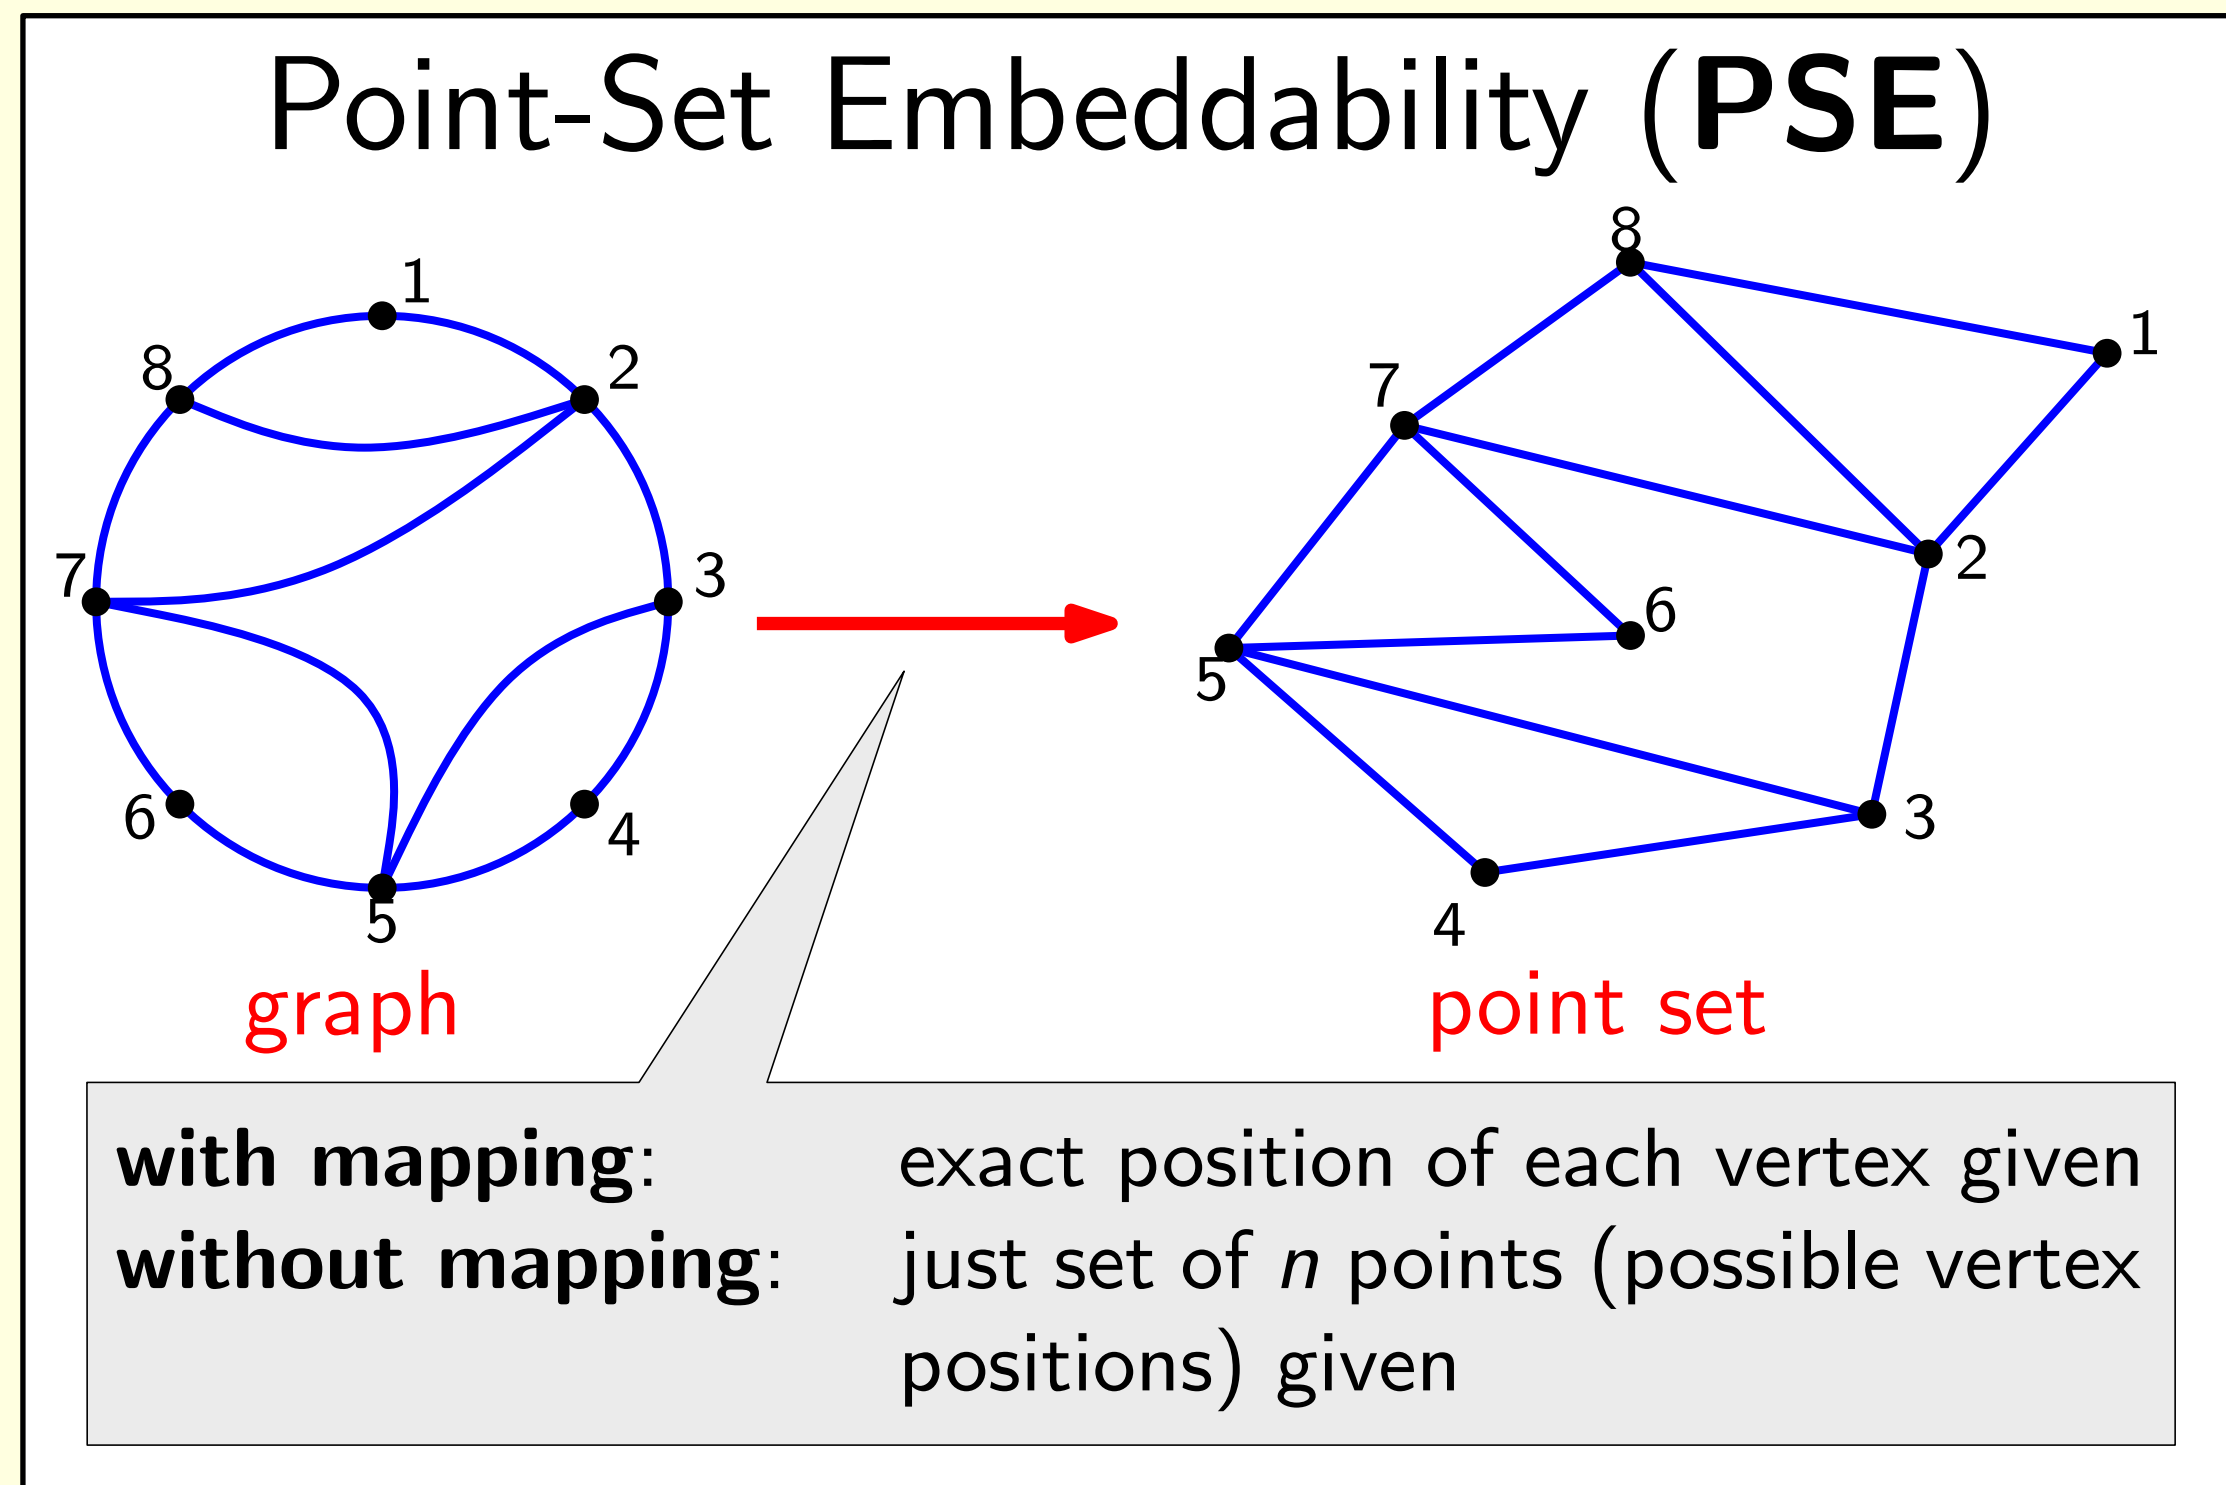 Point-Set Embeddability (PSE)
1
2
3
4
5
6
7
8
graph
8
1
7
2
6
5
3
4
point set
with mapping: exact position of each vertex given
without mapping: just set of n points (possible vertex
positions) given